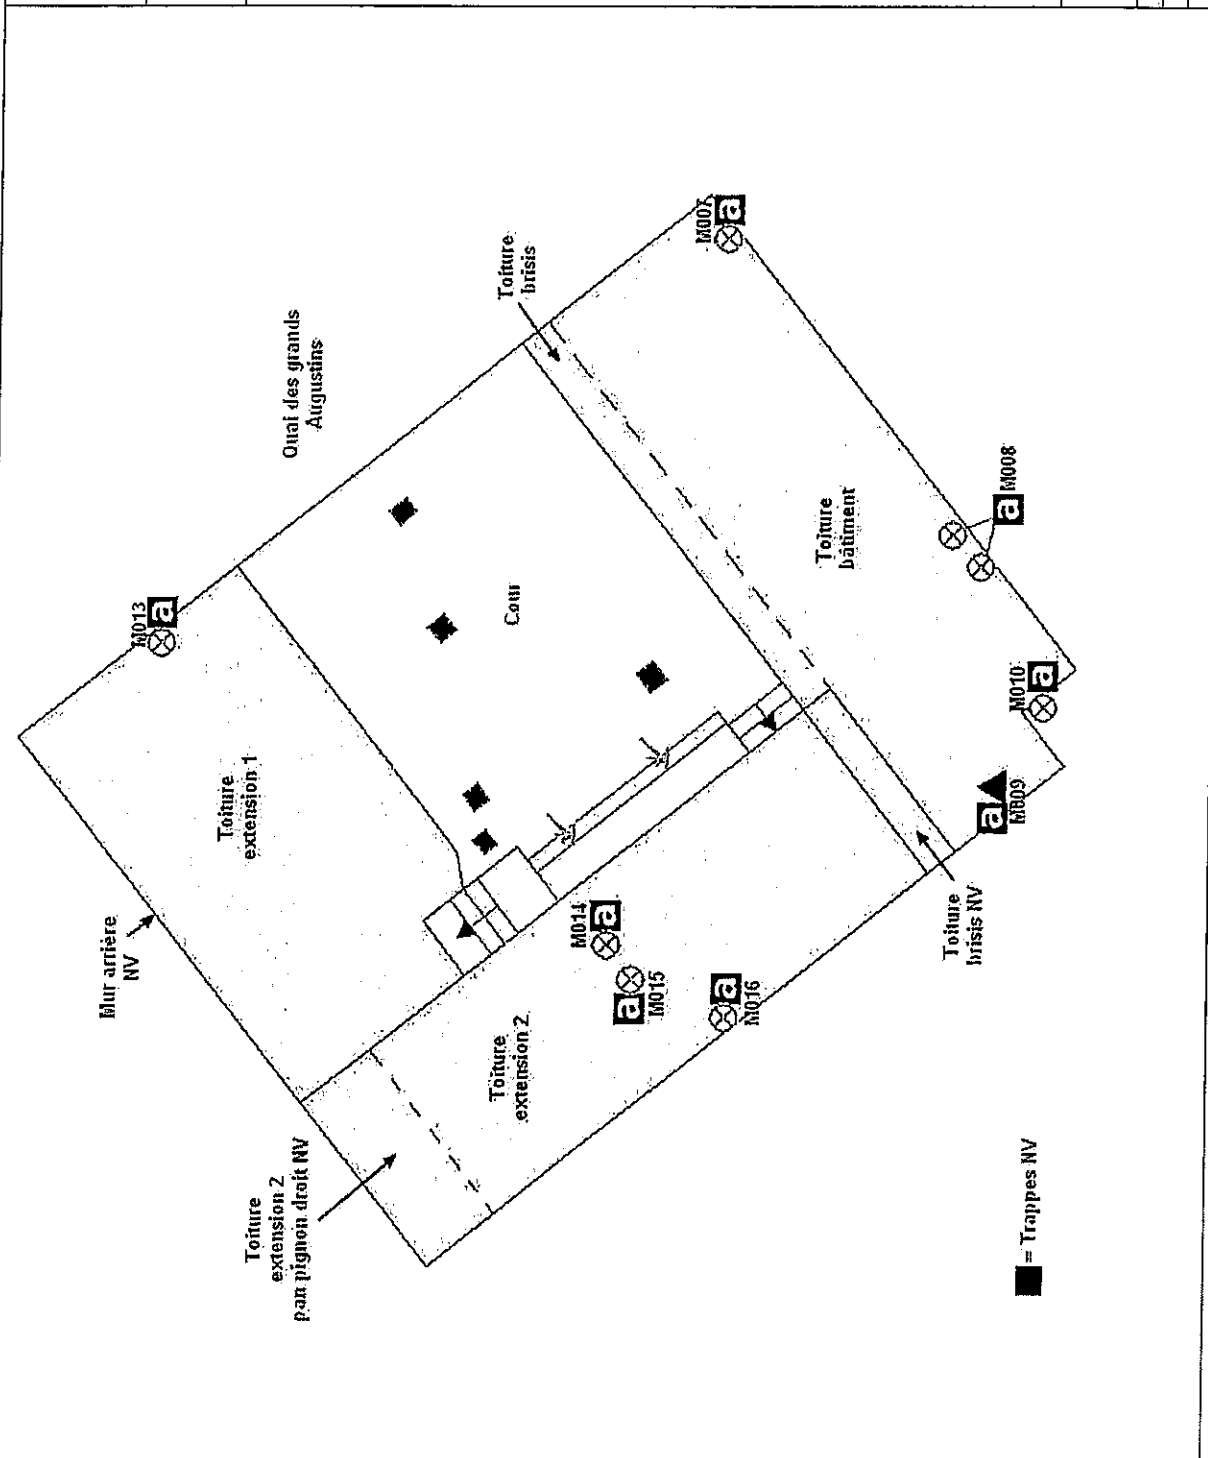 Mur arrière
NV
Toiture
extension 1
M013
a
Quai des grands
Augustins
Toiture
brisis
M007
a
Cour
Toiture
bâtiment
a
M008
M010
a
a
M009
Toiture
brisis NV
M014
a
a
M015
a
M016
Toiture
extension 2
Toiture
extension 2
pan pignon droit NV
= Trappes NV